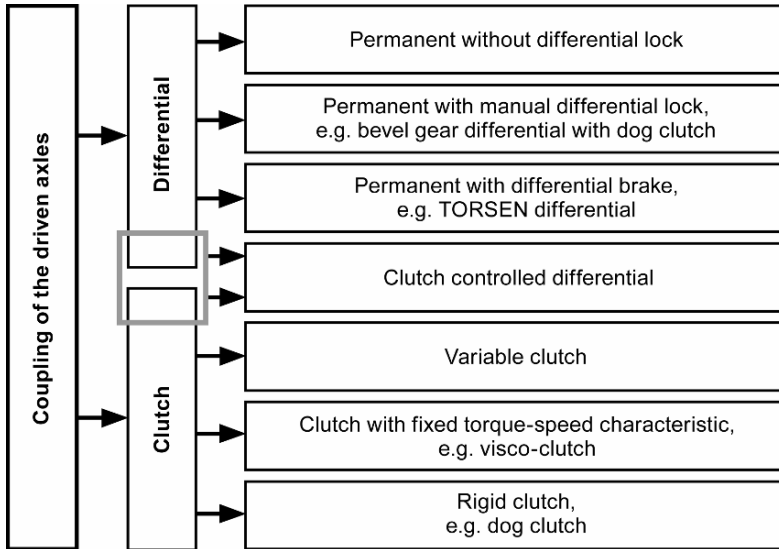 Coupling of the driven axles
Differential
Permanent without differential lock
Permanent with manual differential lock,
e.g. bevel gear differential with dog clutch
Permanent with differential brake,
e.g. TORSEN differential
Clutch controlled differential
Clutch
Variable clutch
Clutch with fixed torque-speed characteristic,
e.g. visco-clutch
Rigid clutch,
e.g. dog clutch